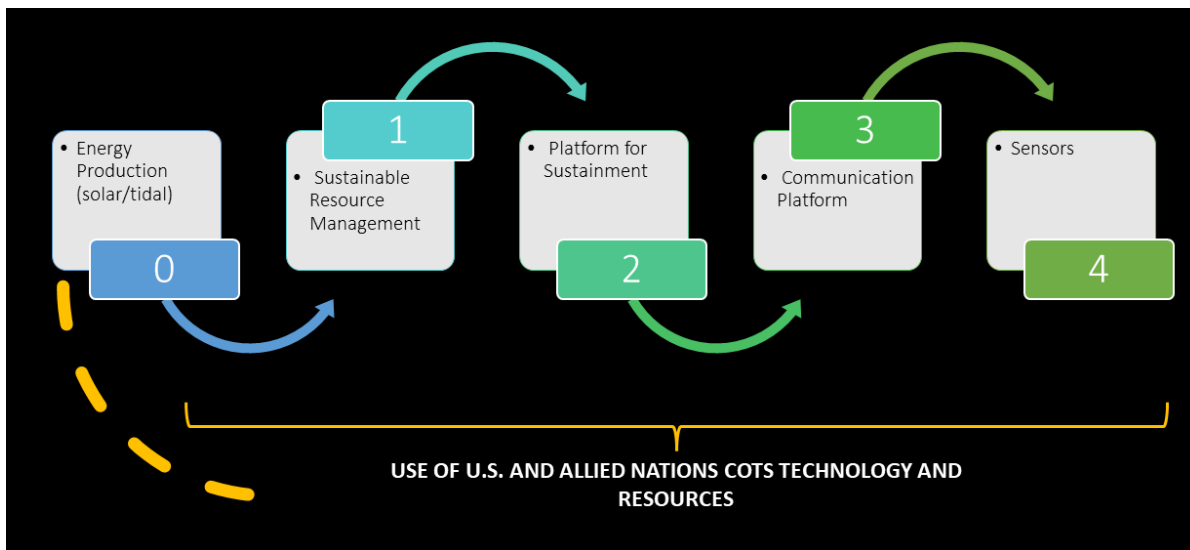 • Energy
Production
(solar/tidal)
0
1
• Sustainable
Resource
Management
• Platform for
Sustainment
2
3
• Communication
Platform
• Sensors
4
USE OF U.S. AND ALLIED NATIONS COTS TECHNOLOGY AND
RESOURCES